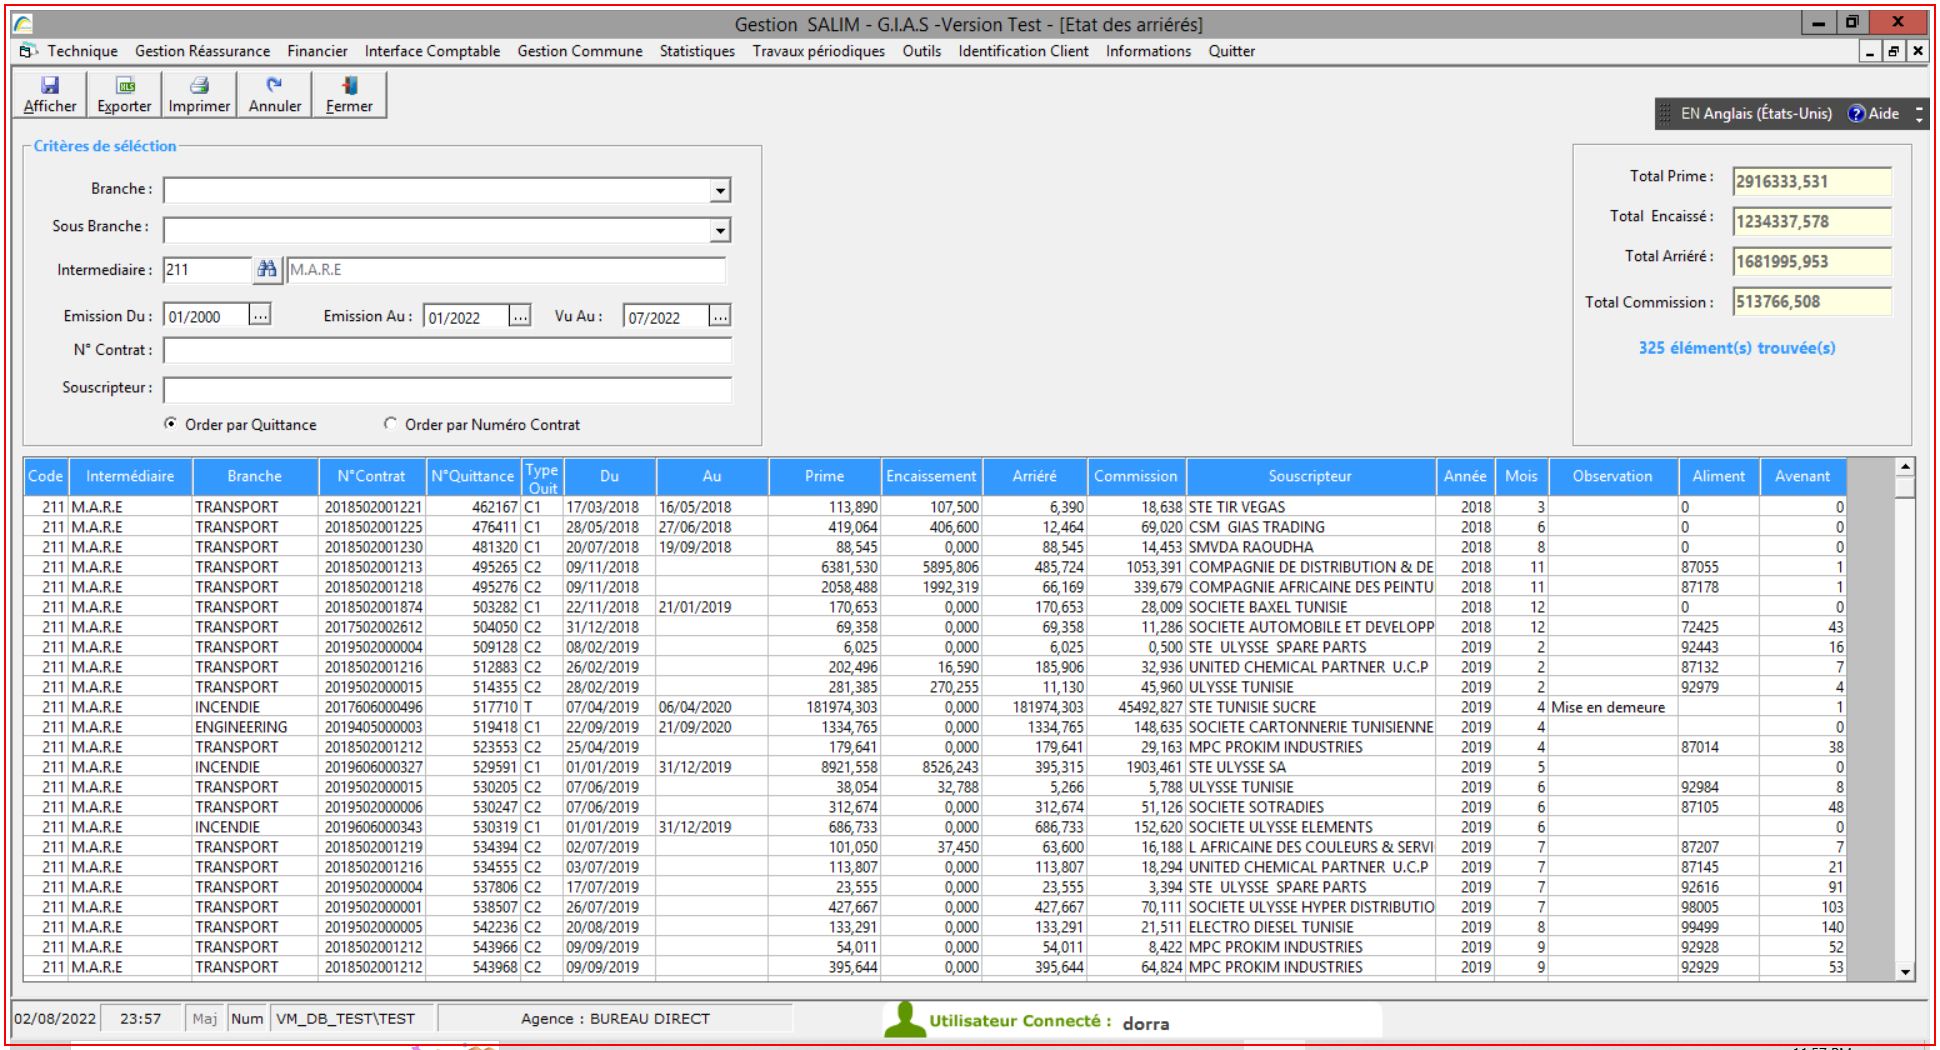 Gestion SALIM - G.I.A.S -Version Test - [Etat des arriérés]
Technique Gestion Réassurance Financier Interface Comptable Gestion Commune Statistiques Travaux périodiques Outils Identification Client Informations Quitter
Afficher Exporter Imprimer Annuler Fermer
EN Anglais (États-Unis) ? Aide
Critères de séléction
Branche :
Sous Branche :
Intermediaire : 211 M.A.R.E
Emission Du : 01/2000 ... Emission Au : 01/2022 ... Vu Au : 07/2022 ...
N° Contrat :
Souscripteur :
Order par Quittance Order par Numéro Contrat
Total Prime : 2916333,531
Total Encaissé : 1234337,578
Total Arriéré : 1681995,953
Total Commission : 513766,508
325 élément(s) trouvée(s)
Code Intermédiaire Branche N°Contrat N°Quittance Type Quit Du Au Prime Encaissement Arriéré Commission Souscripteur Année Mois Observation Aliment Avenant
211 M.A.R.E TRANSPORT 2018502001221 462167 C1 17/03/2018 16/05/2018 113,890 107,500 6,390 18,638 STE TIR VEGAS 2018 3 0 0
211 M.A.R.E TRANSPORT 2018502001225 476411 C1 28/05/2018 27/06/2018 419,064 406,600 12,464 69,020 CSM GIAS TRADING 2018 6 0 0
211 M.A.R.E TRANSPORT 2018502001230 481320 C1 20/07/2018 19/09/2018 88,545 0,000 88,545 14,453 SMVDA RAOUDHA 2018 8 0 0
211 M.A.R.E TRANSPORT 2018502001213 495265 C2 09/11/2018 6381,530 5895,806 485,724 1053,391 COMPAGNIE DE DISTRIBUTION & DE 2018 11 87055 1
211 M.A.R.E TRANSPORT 2018502001218 495276 C2 09/11/2018 2058,488 1992,319 66,169 339,679 COMPAGNIE AFRICAINE DES PEINTU 2018 11 87178 1
211 M.A.R.E TRANSPORT 2018502001874 503282 C1 22/11/2018 21/01/2019 170,653 0,000 170,653 28,009 SOCIETE BAXEL TUNISIE 2018 12 0 0
211 M.A.R.E TRANSPORT 2017502002612 504050 C2 31/12/2018 69,358 0,000 69,358 11,286 SOCIETE AUTOMOBILE ET DEVELOPP 2018 12 72425 43
211 M.A.R.E TRANSPORT 2019502000004 509128 C2 08/02/2019 6,025 0,000 6,025 0,500 STE ULYSSE SPARE PARTS 2019 2 92443 16
211 M.A.R.E TRANSPORT 2018502001216 512883 C2 26/02/2019 202,496 16,590 185,906 32,936 UNITED CHEMICAL PARTNER U.C.P 2019 2 87132 7
211 M.A.R.E TRANSPORT 2019502000015 514355 C2 28/02/2019 281,385 270,255 11,130 45,960 ULYSSE TUNISIE 2019 2 92979 4
211 M.A.R.E INCENDIE 2017606000496 517710 T 07/04/2019 06/04/2020 181974,303 0,000 181974,303 45492,827 STE TUNISIE SUCRE 2019 4 Mise en demeure 1
211 M.A.R.E ENGINEERING 2019405000003 519418 C1 22/09/2019 21/09/2020 1334,765 0,000 1334,765 148,635 SOCIETE CARTONNERIE TUNISIENNE 2019 4 0
211 M.A.R.E TRANSPORT 2018502001212 523553 C2 25/04/2019 179,641 0,000 179,641 29,163 MPC PROKIM INDUSTRIES 2019 4 87014 38
211 M.A.R.E INCENDIE 2019606000327 529591 C1 01/01/2019 31/12/2019 8921,558 8526,243 395,315 1903,461 STE ULYSSE SA 2019 5 0
211 M.A.R.E TRANSPORT 2019502000015 530205 C2 07/06/2019 38,054 32,788 5,266 5,788 ULYSSE TUNISIE 2019 6 92984 8
211 M.A.R.E TRANSPORT 2019502000006 530247 C2 07/06/2019 312,674 0,000 312,674 51,126 SOCIETE SOTRADIES 2019 6 87105 48
211 M.A.R.E INCENDIE 2019606000343 530319 C1 01/01/2019 31/12/2019 686,733 0,000 686,733 152,620 SOCIETE ULYSSE ELEMENTS 2019 6 0
211 M.A.R.E TRANSPORT 2018502001219 534394 C2 02/07/2019 101,050 37,450 63,600 16,188 L AFRICAINE DES COULEURS & SERVI 2019 7 87207 7
211 M.A.R.E TRANSPORT 2018502001216 534555 C2 03/07/2019 113,807 0,000 113,807 18,294 UNITED CHEMICAL PARTNER U.C.P 2019 7 87145 21
211 M.A.R.E TRANSPORT 2019502000004 537806 C2 17/07/2019 23,555 0,000 23,555 3,394 STE ULYSSE SPARE PARTS 2019 7 92616 91
211 M.A.R.E TRANSPORT 2019502000001 538507 C2 26/07/2019 427,667 0,000 427,667 70,111 SOCIETE ULYSSE HYPER DISTRIBUTIO 2019 7 98005 103
211 M.A.R.E TRANSPORT 2019502000005 542236 C2 20/08/2019 133,291 0,000 133,291 21,511 ELECTRO DIESEL TUNISIE 2019 8 99499 140
211 M.A.R.E TRANSPORT 2018502001212 543966 C2 09/09/2019 54,011 0,000 54,011 8,422 MPC PROKIM INDUSTRIES 2019 9 92928 52
211 M.A.R.E TRANSPORT 2018502001212 543968 C2 09/09/2019 395,644 0,000 395,644 64,824 MPC PROKIM INDUSTRIES 2019 9 92929 53
02/08/2022 23:57 Maj Num VM_DB_TEST\TEST Agence : BUREAU DIRECT Utilisateur Connecté : dorra